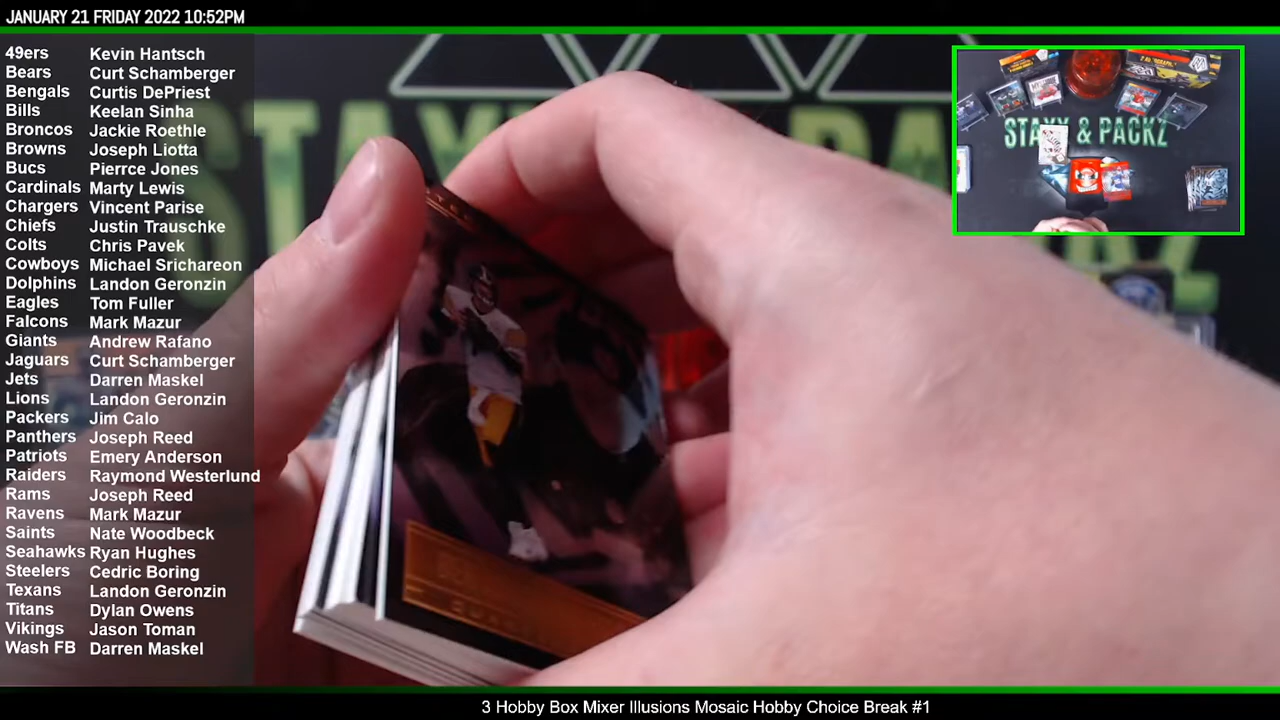 JANUARY 21 FRIDAY 2022 10:52PM
49ers Kevin Hantsch
Bears Curt Schamberger
Bengals Curtis DePriest
Bills Keelan Sinha
Broncos Jackie Roethle
Browns Joseph Liotta
Bucs Pierrce Jones
Cardinals Marty Lewis
Chargers Vincent Parise
Chiefs Justin Trauschke
Colts Chris Pavek
Cowboys Michael Srichareon
Dolphins Landon Geronzin
Eagles Tom Fuller
Falcons Mark Mazur
Giants Andrew Rafano
Jaguars Curt Schamberger
Jets Darren Maskel
Lions Landon Geronzin
Packers Jim Calo
Panthers Joseph Reed
Patriots Emery Anderson
Raiders Raymond Westerlund
Rams Joseph Reed
Ravens Mark Mazur
Saints Nate Woodbeck
Seahawks Ryan Hughes
Steelers Cedric Boring
Texans Landon Geronzin
Titans Dylan Owens
Vikings Jason Toman
Wash FB Darren Maskel
STAXX & PACKZ
3 Hobby Box Mixer Illusions Mosaic Hobby Choice Break #1